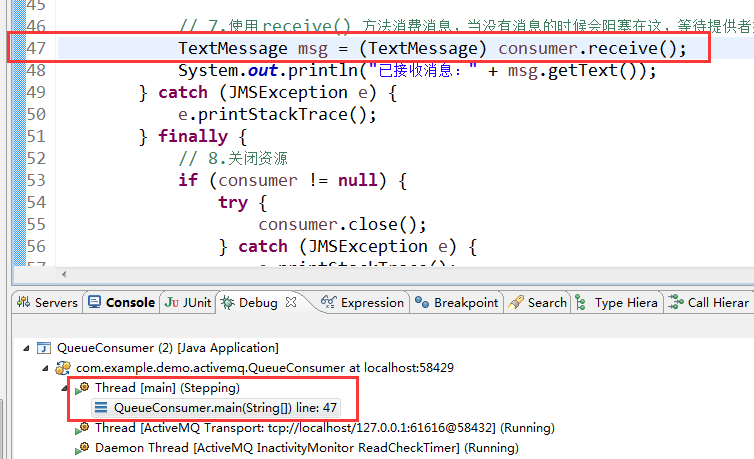 45
46 // 7.使用 receive() 方法消费消息，当没有消息的时候会阻塞在这，等待提供者
47 TextMessage msg = (TextMessage) consumer.receive();
48 System.out.println("已接收消息：" + msg.getText());
49 } catch (JMSException e) {
50 e.printStackTrace();
51 } finally {
52 // 8.关闭资源
53 if (consumer != null) {
54 try {
55 consumer.close();
56 } catch (JMSException e) {
Servers Console JUnit Debug Expression Breakpoint Search Type Hiera Call Hierar
QueueConsumer (2) [Java Application]
com.example.demo.activemq.QueueConsumer at localhost:58429
Thread [main] (Stepping)
QueueConsumer.main(String[]) line: 47
Thread [ActiveMQ Transport: tcp://localhost/127.0.0.1:61616@58432] (Running)
Daemon Thread [ActiveMQ InactivityMonitor ReadCheckTimer] (Running)